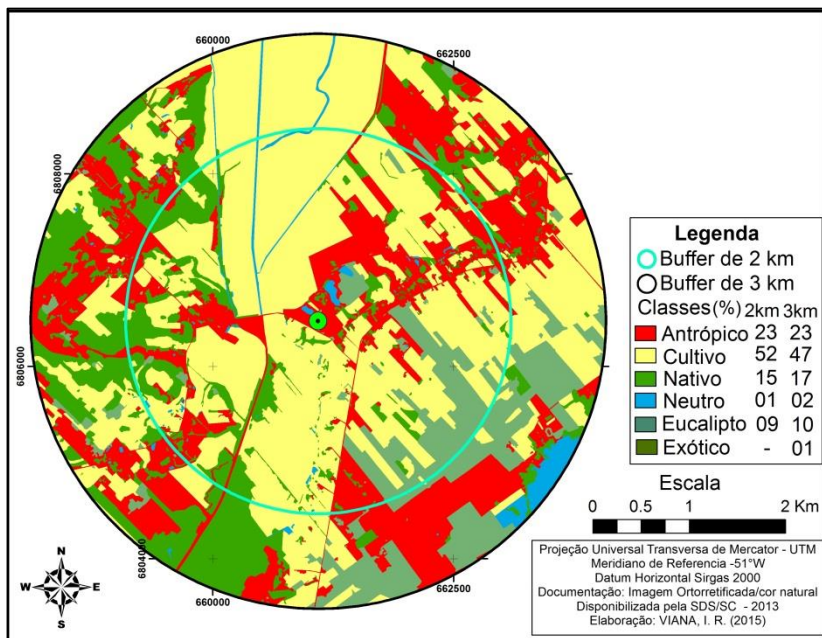 660000
662500
6808000
6808000
6806000
6806000
6804000
6804000
660000
662500
N
W E
S
Legenda
Buffer de 2 km
Buffer de 3 km
Classes(%) 2km 3km
Antrópico 23 23
Cultivo 52 47
Nativo 15 17
Neutro 01 02
Eucalipto 09 10
Exótico - 01
Escala
0 0.5 1 2 Km
Projeção Universal Transversa de Mercator - UTM
Meridiano de Referencia -51°W
Datum Horizontal Sirgas 2000
Documentação: Imagem Ortorretificada/cor natural
Disponibilizada pela SDS/SC - 2013
Elaboração: VIANA, I. R. (2015)